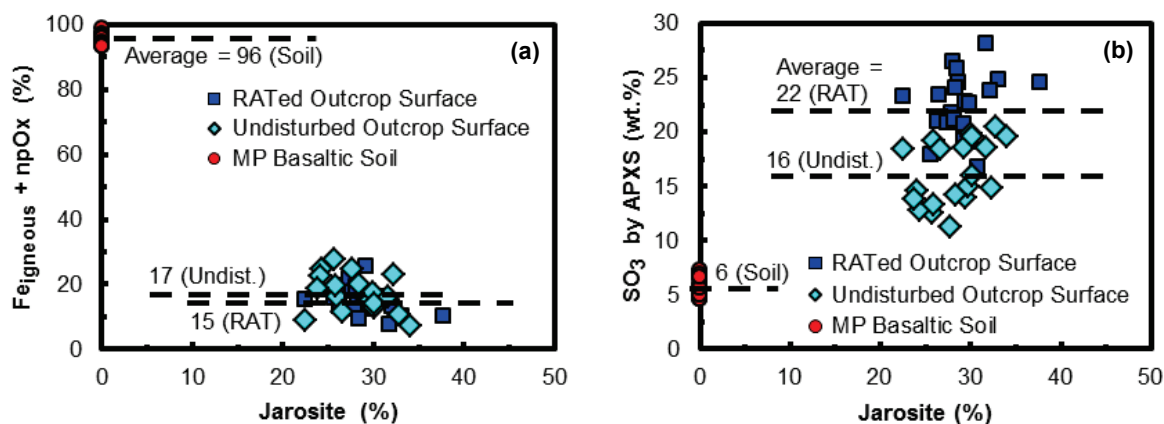 (a)
Fe_igneous + npOx (%)
100
80
60
40
20
0
Average = 96 (Soil)
RATed Outcrop Surface
Undisturbed Outcrop Surface
MP Basaltic Soil
17 (Undist.)
15 (RAT)
0 10 20 30 40 50
Jarosite (%)
(b)
SO3 by APXS (wt.%)
30
25
20
15
10
5
0
Average =
22 (RAT)
16 (Undist.)
6 (Soil)
RATed Outcrop Surface
Undisturbed Outcrop Surface
MP Basaltic Soil
0 10 20 30 40 50
Jarosite (%)